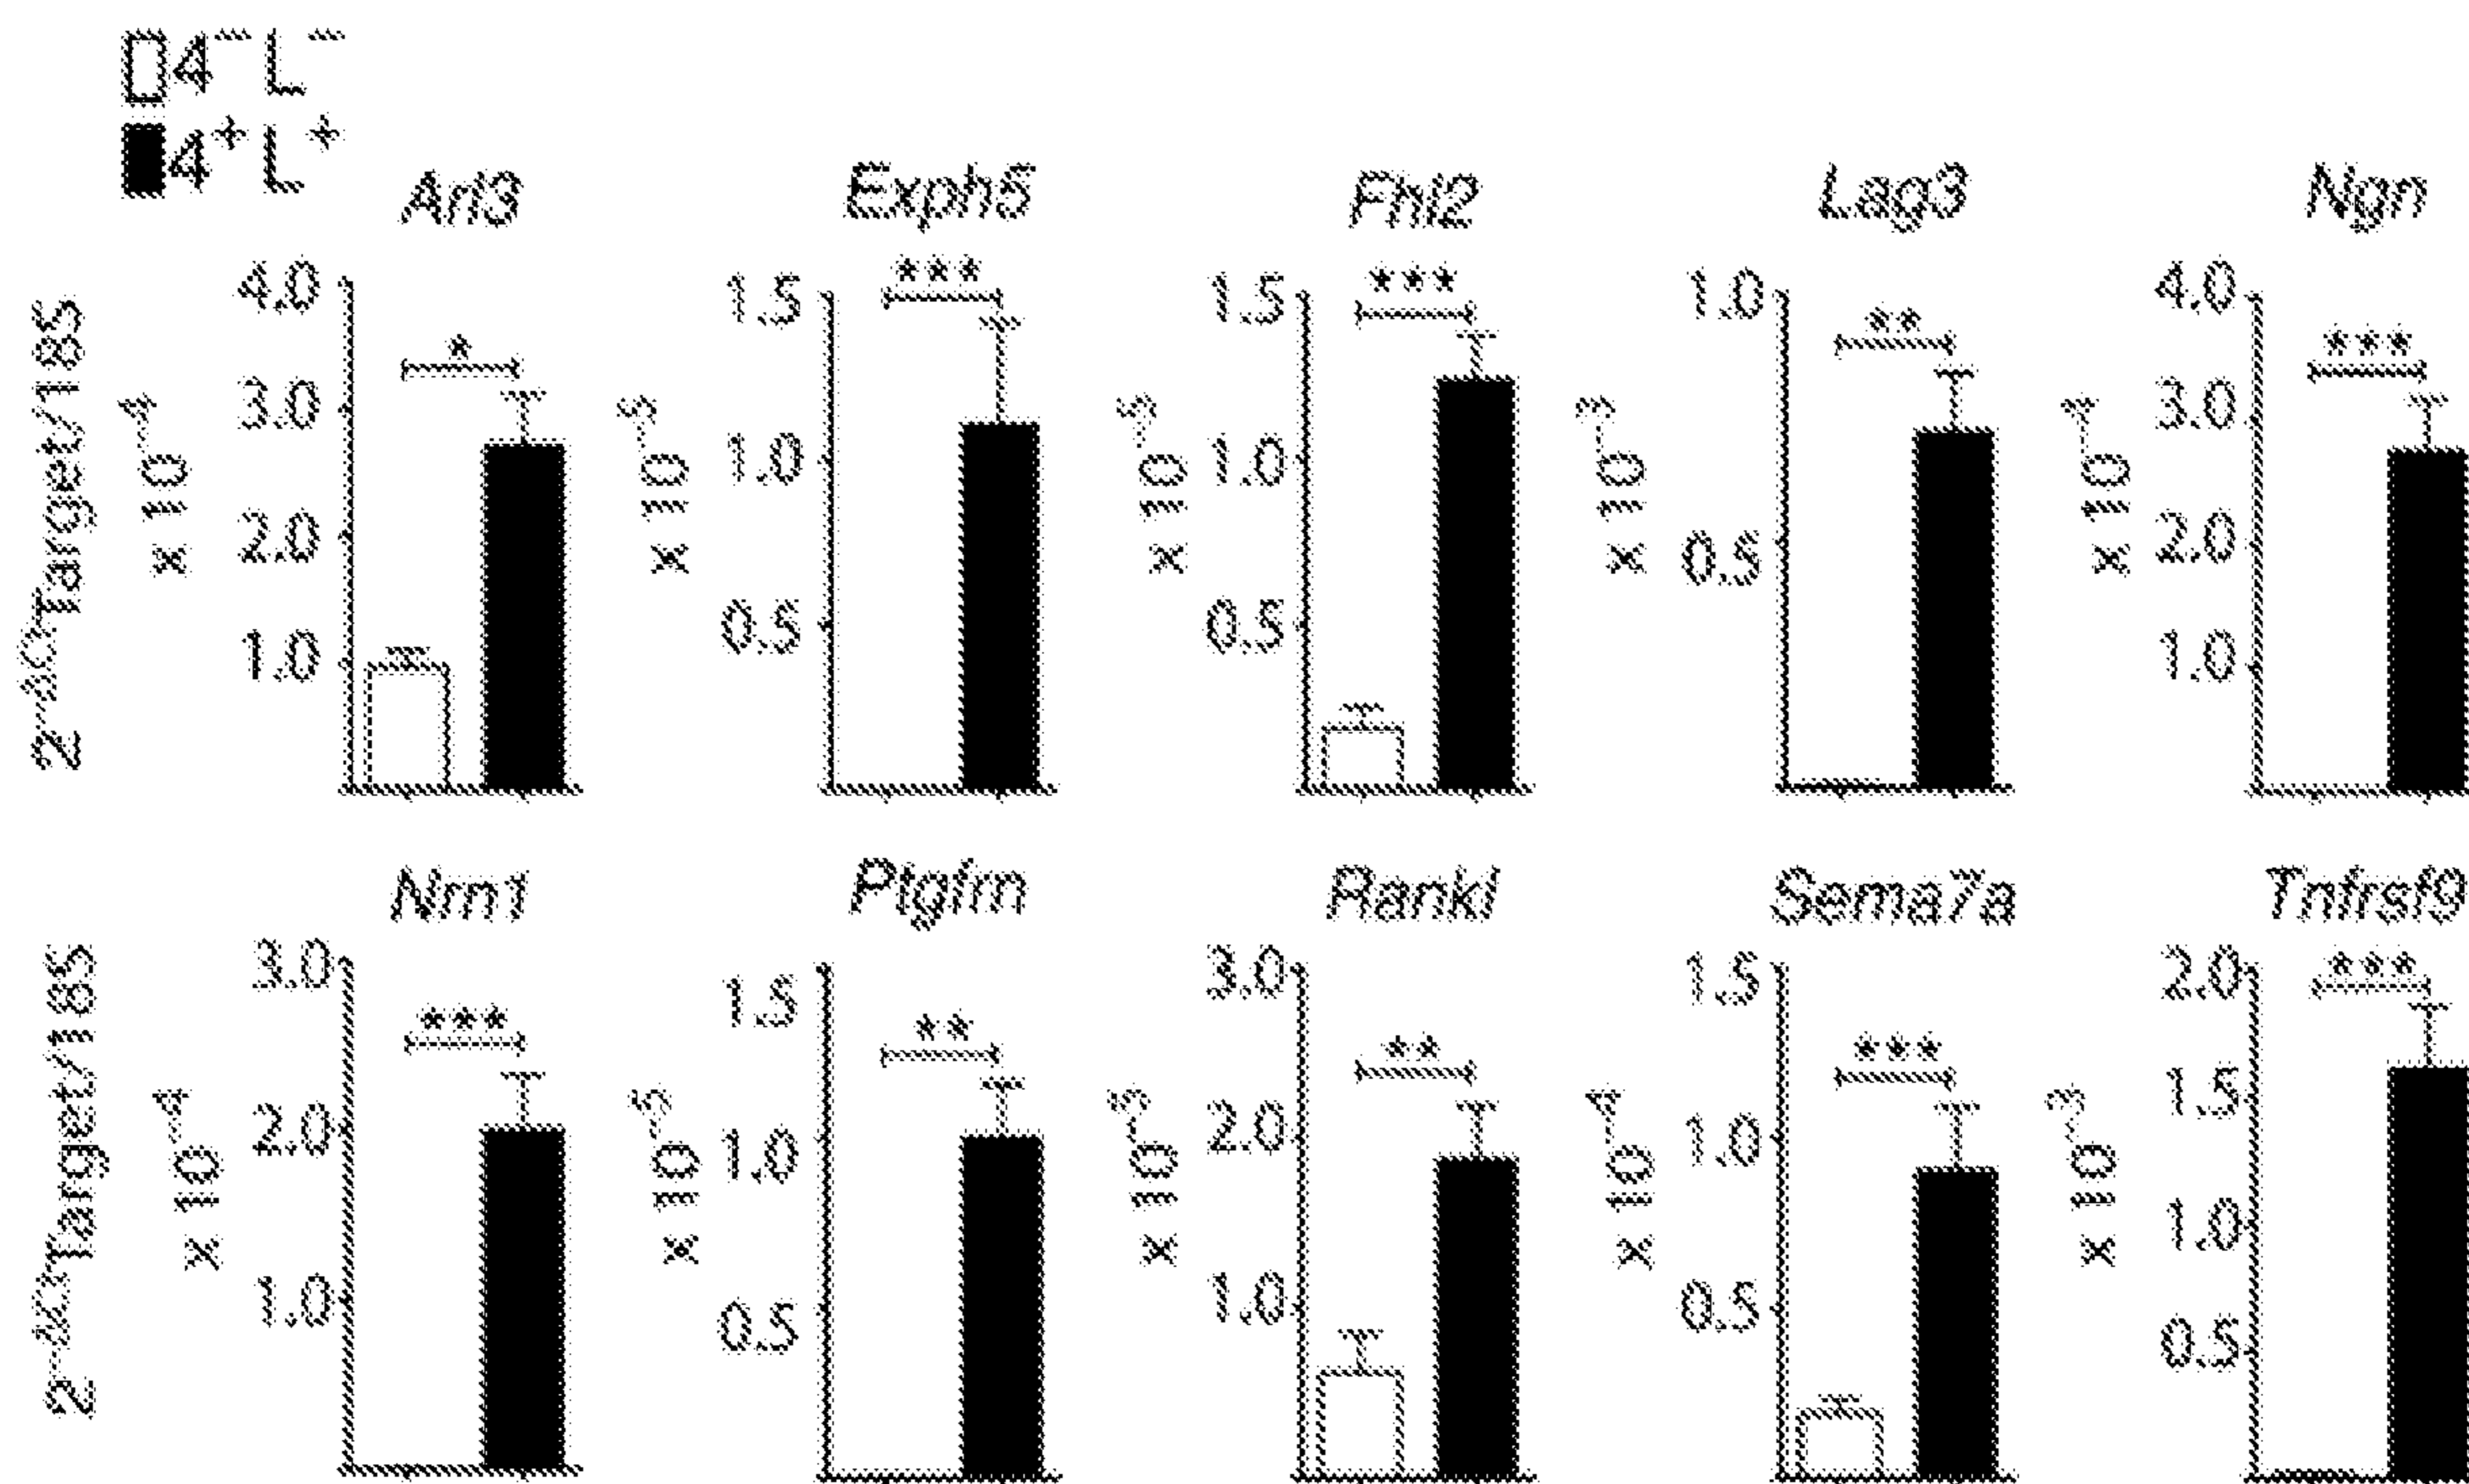 4⁻ L⁻
4⁺ L⁺
Arl3 Exph5 Fhl2 Lag3 Ngn
2⁻ΔCt Target/18S
x 10⁻⁴
4.0
3.0
2.0
1.0
*
x 10⁻⁵
1.5
1.0
0.5
***
x 10⁻⁵
1.5
1.0
0.5
***
x 10⁻³
1.0
0.5
**
x 10⁻⁴
4.0
3.0
2.0
1.0
***
Nrn1 Ptgfrn Rankl Sema7a Tnfrsf9
2⁻ΔCt Target/18S
x 10⁻⁴
3.0
2.0
1.0
***
x 10⁻⁵
1.5
1.0
0.5
**
x 10⁻⁵
3.0
2.0
1.0
**
x 10⁻⁴
1.5
1.0
0.5
***
x 10⁻³
2.0
1.5
1.0
0.5
***